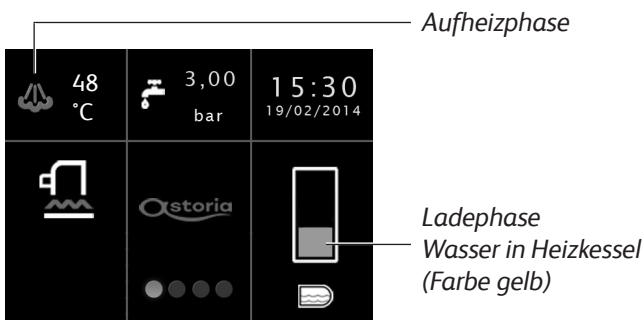 Aufheizphase
48
°C
3,00
bar
15:30
19/02/2014
astoria
Ladephase
Wasser in Heizkessel
(Farbe gelb)